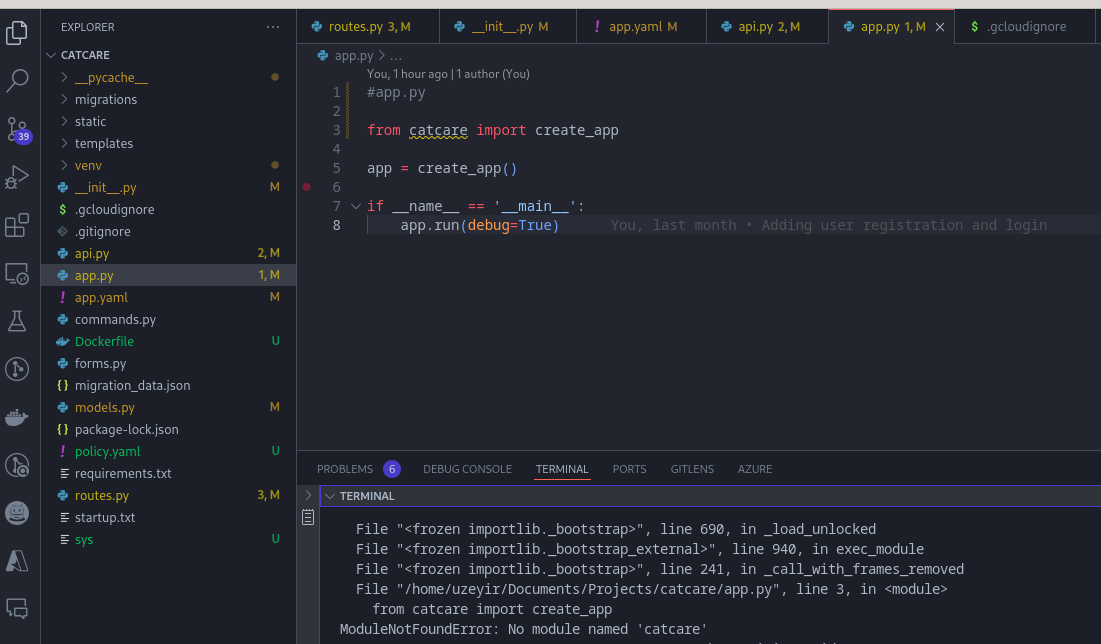 EXPLORER ...
CATCARE
__pycache__
migrations
static
templates
venv
__init__.py M
$ .gcloudignore
.gitignore
api.py 2, M
app.py 1, M
! app.yaml M
commands.py
Dockerfile U
forms.py
{} migration_data.json
models.py M
{} package-lock.json
! policy.yaml U
requirements.txt
routes.py 3, M
startup.txt
sys U
39
routes.py 3, M __init__.py M ! app.yaml M api.py 2, M app.py 1, M $ .gcloudignore
app.py > ...
You, 1 hour ago | 1 author (You)
1 #app.py
2
3 from catcare import create_app
4
5 app = create_app()
6
7 if __name__ == '__main__':
8 app.run(debug=True) You, last month • Adding user registration and login
PROBLEMS 6 DEBUG CONSOLE TERMINAL PORTS GITLENS AZURE
TERMINAL
File "<frozen importlib._bootstrap>", line 690, in _load_unlocked
File "<frozen importlib._bootstrap_external>", line 940, in exec_module
File "<frozen importlib._bootstrap>", line 241, in _call_with_frames_removed
File "/home/uzeyir/Documents/Projects/catcare/app.py", line 3, in <module>
from catcare import create_app
ModuleNotFoundError: No module named 'catcare'